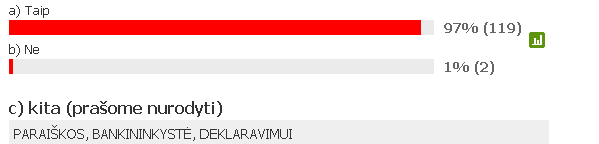 a) Taip
97% (119)
b) Ne
1% (2)
c) kita (prašome nurodyti)
PARAIŠKOS, BANKININKYSTĖ, DEKLARAVIMUI